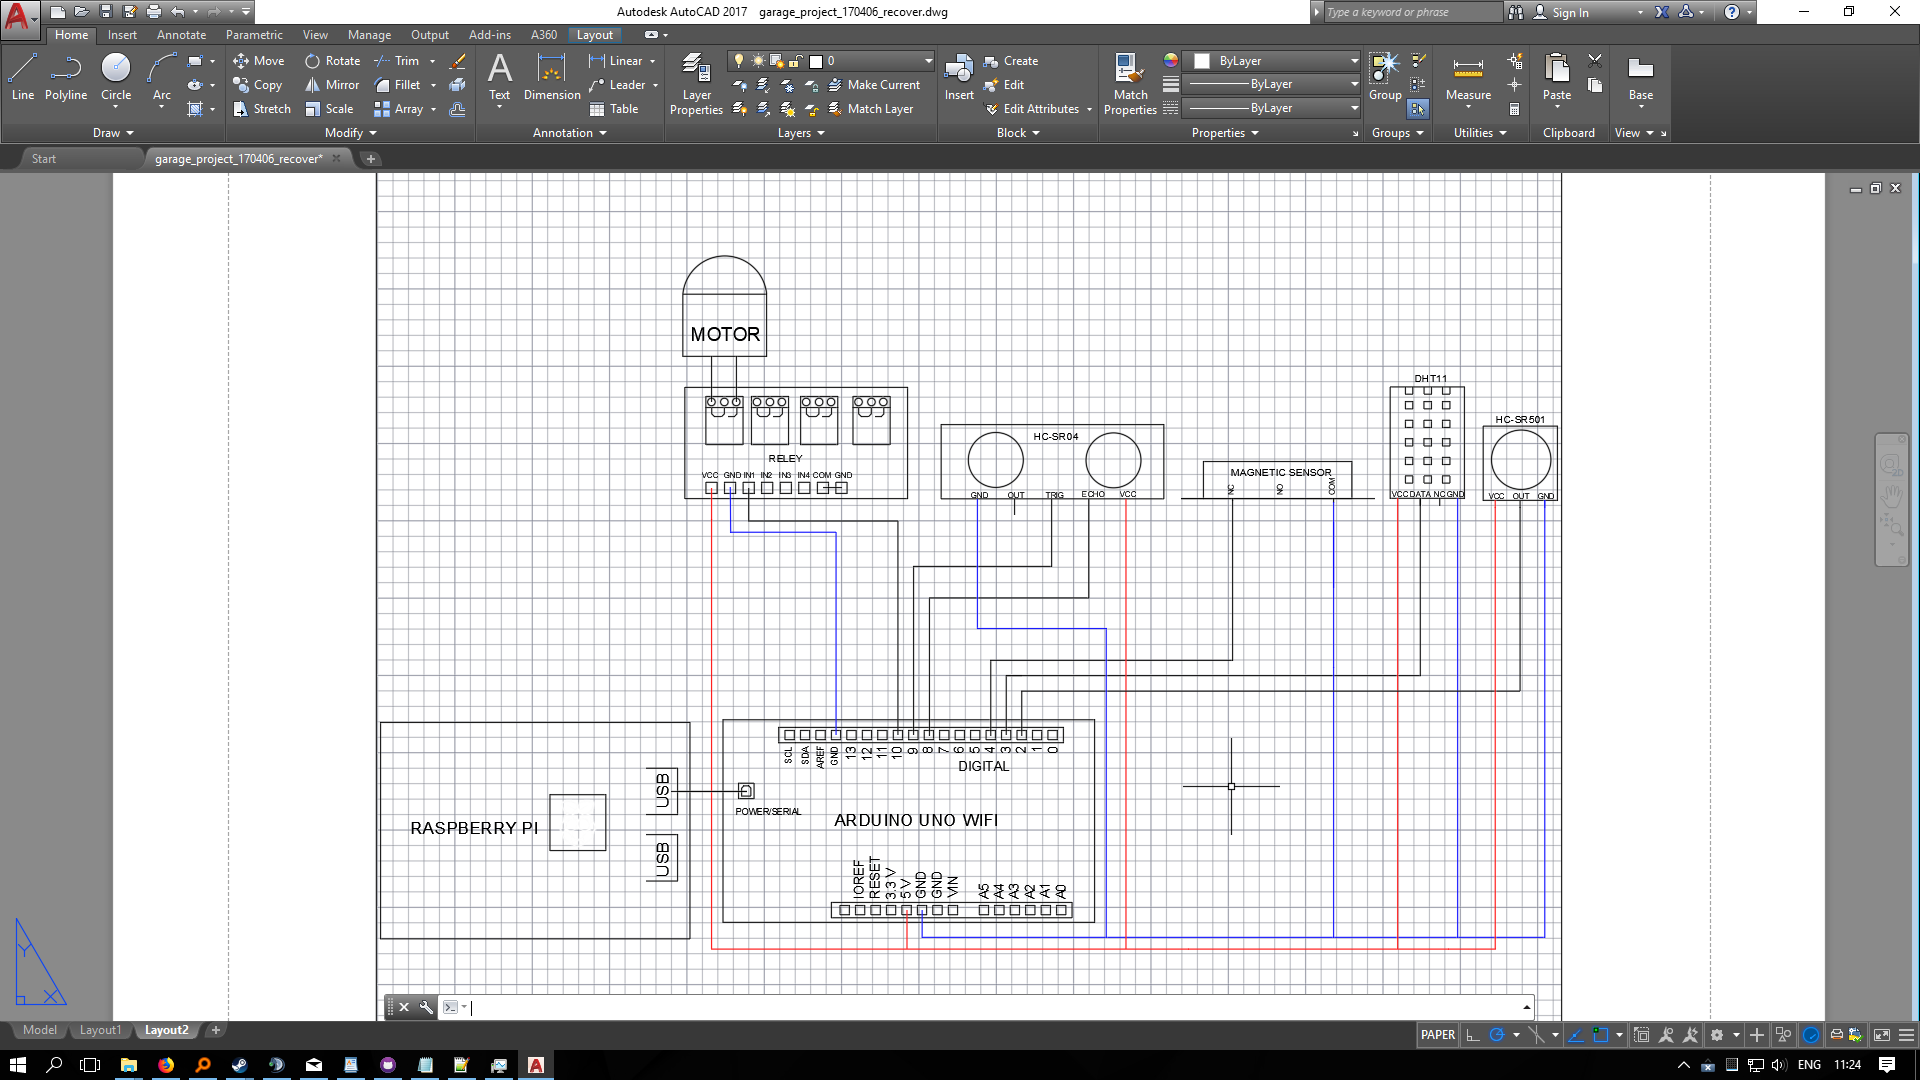 Autodesk AutoCAD 2017 garage_project_170406_recover.dwg
Type a keyword or phrase
Sign In
Home Insert Annotate Parametric View Manage Output Add-ins A360 Layout
Line Polyline Circle Arc
Move Rotate Trim
Copy Mirror Fillet
Stretch Scale Array
Text Dimension
Linear
Leader
Table
Layer Properties
0
Make Current
Match Layer
Insert
Create
Edit
Edit Attributes
Match Properties
ByLayer
ByLayer
ByLayer
Group
Measure
Paste
Base
Draw Modify Annotation Layers Block Properties Groups Utilities Clipboard View
Start garage_project_170406_recover*
MOTOR
RELEY
VCC GND IN1 IN2 IN3 IN4 COM GND
HC-SR04
GND OUT TRIG ECHO VCC
MAGNETIC SENSOR
NC NO COM
DHT11
VCC DATA NC GND
HC-SR501
VCC OUT GND
SCL SDA AREF GND 13 12 11 10 9 8 7 6 5 4 3 2 1 0
DIGITAL
POWER/SERIAL
ARDUINO UNO WIFI
RASPBERRY PI
USB
USB
IOREF RESET 3.3 V 5 V GND GND VIN A5 A4 A3 A2 A1 A0
Y
X
2D
Model Layout1 Layout2
PAPER
ENG 11:24